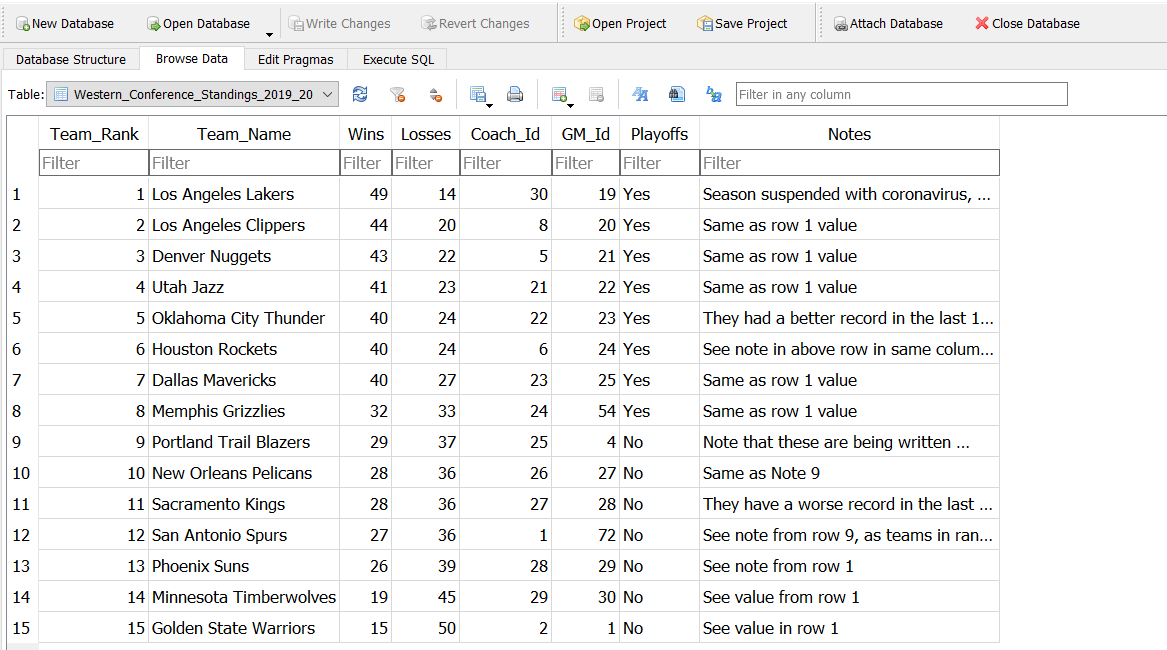 New Database Open Database Write Changes Revert Changes Open Project Save Project Attach Database Close Database
Database Structure Browse Data Edit Pragmas Execute SQL
Table: Western_Conference_Standings_2019_20 Filter in any column
Team_Rank Team_Name Wins Losses Coach_Id GM_Id Playoffs Notes
Filter Filter Filter Filter Filter Filter Filter Filter
1 1 Los Angeles Lakers 49 14 30 19 Yes Season suspended with coronavirus, ...
2 2 Los Angeles Clippers 44 20 8 20 Yes Same as row 1 value
3 3 Denver Nuggets 43 22 5 21 Yes Same as row 1 value
4 4 Utah Jazz 41 23 21 22 Yes Same as row 1 value
5 5 Oklahoma City Thunder 40 24 22 23 Yes They had a better record in the last 1...
6 6 Houston Rockets 40 24 6 24 Yes See note in above row in same colum...
7 7 Dallas Mavericks 40 27 23 25 Yes Same as row 1 value
8 8 Memphis Grizzlies 32 33 24 54 Yes Same as row 1 value
9 9 Portland Trail Blazers 29 37 25 4 No Note that these are being written ...
10 10 New Orleans Pelicans 28 36 26 27 No Same as Note 9
11 11 Sacramento Kings 28 36 27 28 No They have a worse record in the last ...
12 12 San Antonio Spurs 27 36 1 72 No See note from row 9, as teams in ran...
13 13 Phoenix Suns 26 39 28 29 No See note from row 1
14 14 Minnesota Timberwolves 19 45 29 30 No See value from row 1
15 15 Golden State Warriors 15 50 2 1 No See value in row 1